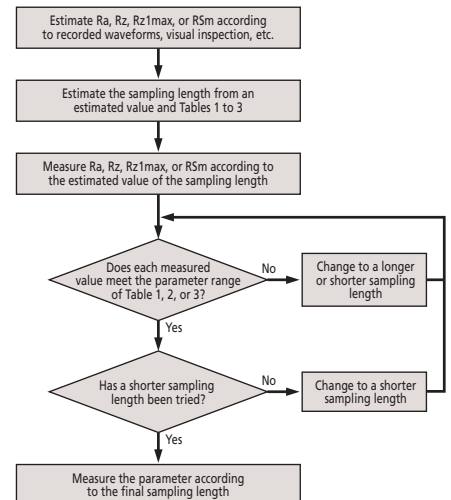 Estimate Ra, Rz, Rz1max, or RSm according
to recorded waveforms, visual inspection, etc.
Estimate the sampling length from an
estimated value and Tables 1 to 3
Measure Ra, Rz, Rz1max, or RSm according to
the estimated value of the sampling length
Does each measured
value meet the parameter range
of Table 1, 2, or 3?
No
Change to a longer
or shorter sampling
length
Yes
Has a shorter sampling
length been tried?
No
Change to a shorter
sampling length
Yes
Measure the parameter according
to the final sampling length